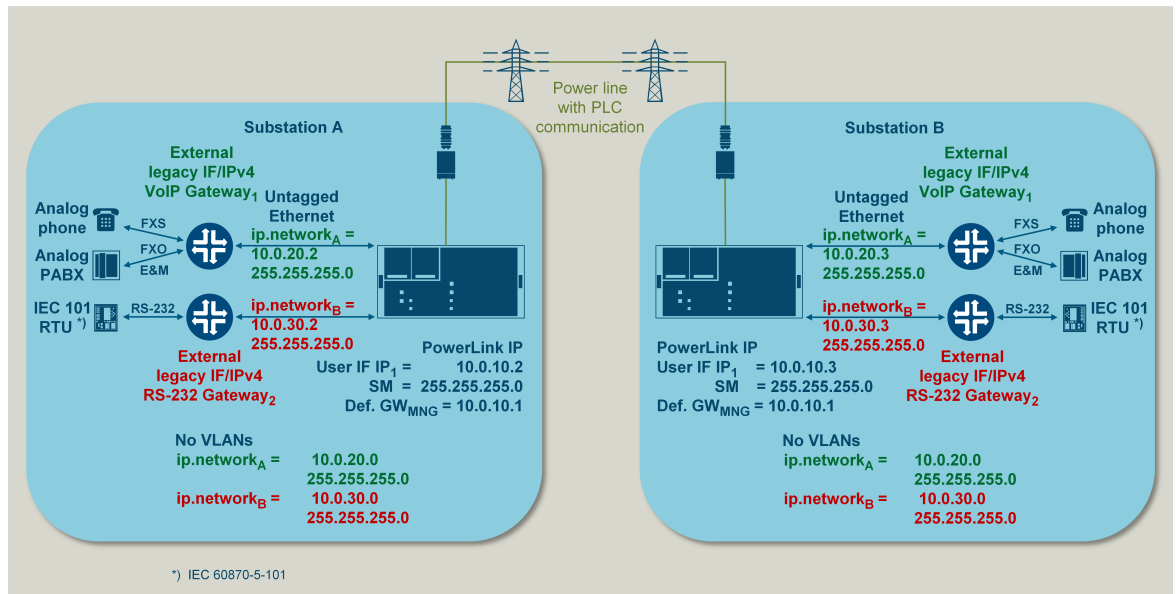 Power line
with PLC
communication
Substation A
External
legacy IF/IPv4
VoIP Gateway1
Untagged
Ethernet
Analog
phone
FXS
ip.networkA =
10.0.20.2
255.255.255.0
Analog
PABX
FXO
E&M
IEC 101
RTU *)
RS-232
ip.networkB =
10.0.30.2
255.255.255.0
External
legacy IF/IPv4
RS-232 Gateway2
PowerLink IP
User IF IP1 = 10.0.10.2
SM = 255.255.255.0
Def. GWMNG = 10.0.10.1
No VLANs
ip.networkA = 10.0.20.0
255.255.255.0
ip.networkB = 10.0.30.0
255.255.255.0
Substation B
External
legacy IF/IPv4
VoIP Gateway1
Untagged
Ethernet
ip.networkA =
10.0.20.3
255.255.255.0
FXS
Analog
phone
FXO
E&M
Analog
PABX
ip.networkB =
10.0.30.3
255.255.255.0
RS-232
IEC 101
RTU *)
External
legacy IF/IPv4
RS-232 Gateway2
PowerLink IP
User IF IP1 = 10.0.10.3
SM = 255.255.255.0
Def. GWMNG = 10.0.10.1
No VLANs
ip.networkA = 10.0.20.0
255.255.255.0
ip.networkB = 10.0.30.0
255.255.255.0
*) IEC 60870-5-101